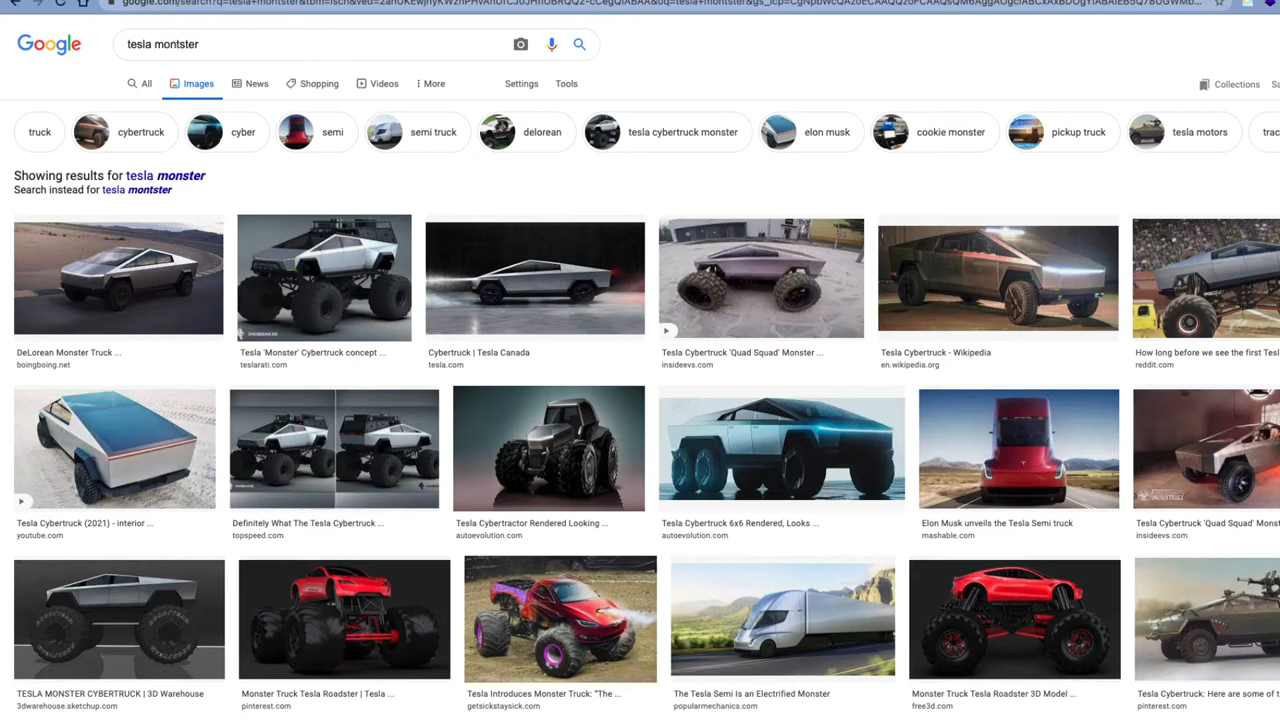 Google
tesla montster
All
Images
News
Shopping
Videos
More
Settings
Tools
Collections
truck
cybertruck
cyber
semi
semi truck
delorean
tesla cybertruck monster
elon musk
cookie monster
pickup truck
tesla motors
trac
Showing results for tesla monster
Search instead for tesla montster
DeLorean Monster Truck ...
boingboing.net
Tesla 'Monster' Cybertruck concept ...
teslarati.com
Cybertruck | Tesla Canada
tesla.com
Tesla Cybertruck 'Quad Squad' Monster ...
insideevs.com
Tesla Cybertruck - Wikipedia
en.wikipedia.org
How long before we see the first Tesl
reddit.com
Tesla Cybertruck (2021) - interior ...
youtube.com
Definitely What The Tesla Cybertruck ...
topspeed.com
Tesla Cybertractor Rendered Looking ...
autoevolution.com
Tesla Cybertruck 6x6 Rendered, Looks ...
autoevolution.com
Elon Musk unveils the Tesla Semi truck
mashable.com
Tesla Cybertruck 'Quad Squad' Monst
insideevs.com
TESLA MONSTER CYBERTRUCK | 3D Warehouse
3dwarehouse.sketchup.com
Monster Truck Tesla Roadster | Tesla ...
pinterest.com
Tesla Introduces Monster Truck: "The ...
getsickstaysick.com
The Tesla Semi Is an Electrified Monster
popularmechanics.com
Monster Truck Tesla Roadster 3D Model ...
free3d.com
Tesla Cybertruck: Here are some of t
pinterest.com